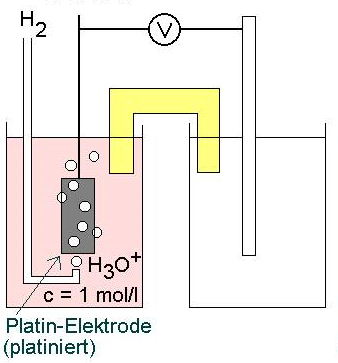 H2
V
H3O+
c = 1 mol/l
Platin-Elektrode
(platiniert)